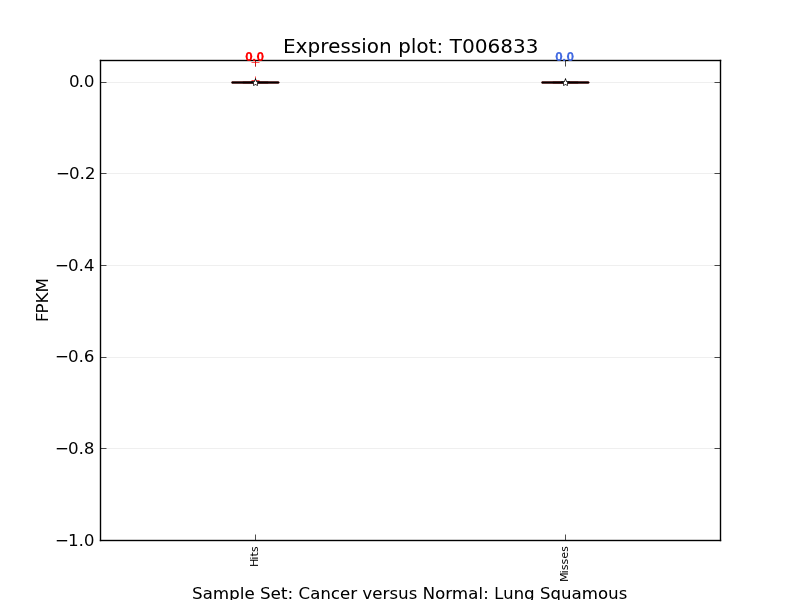 Expression plot: T006833
0.0
0.0
0.0
−0.2
−0.4
−0.6
−0.8
−1.0
FPKM
Hits
Misses
Sample Set: Cancer versus Normal: Lung Squamous